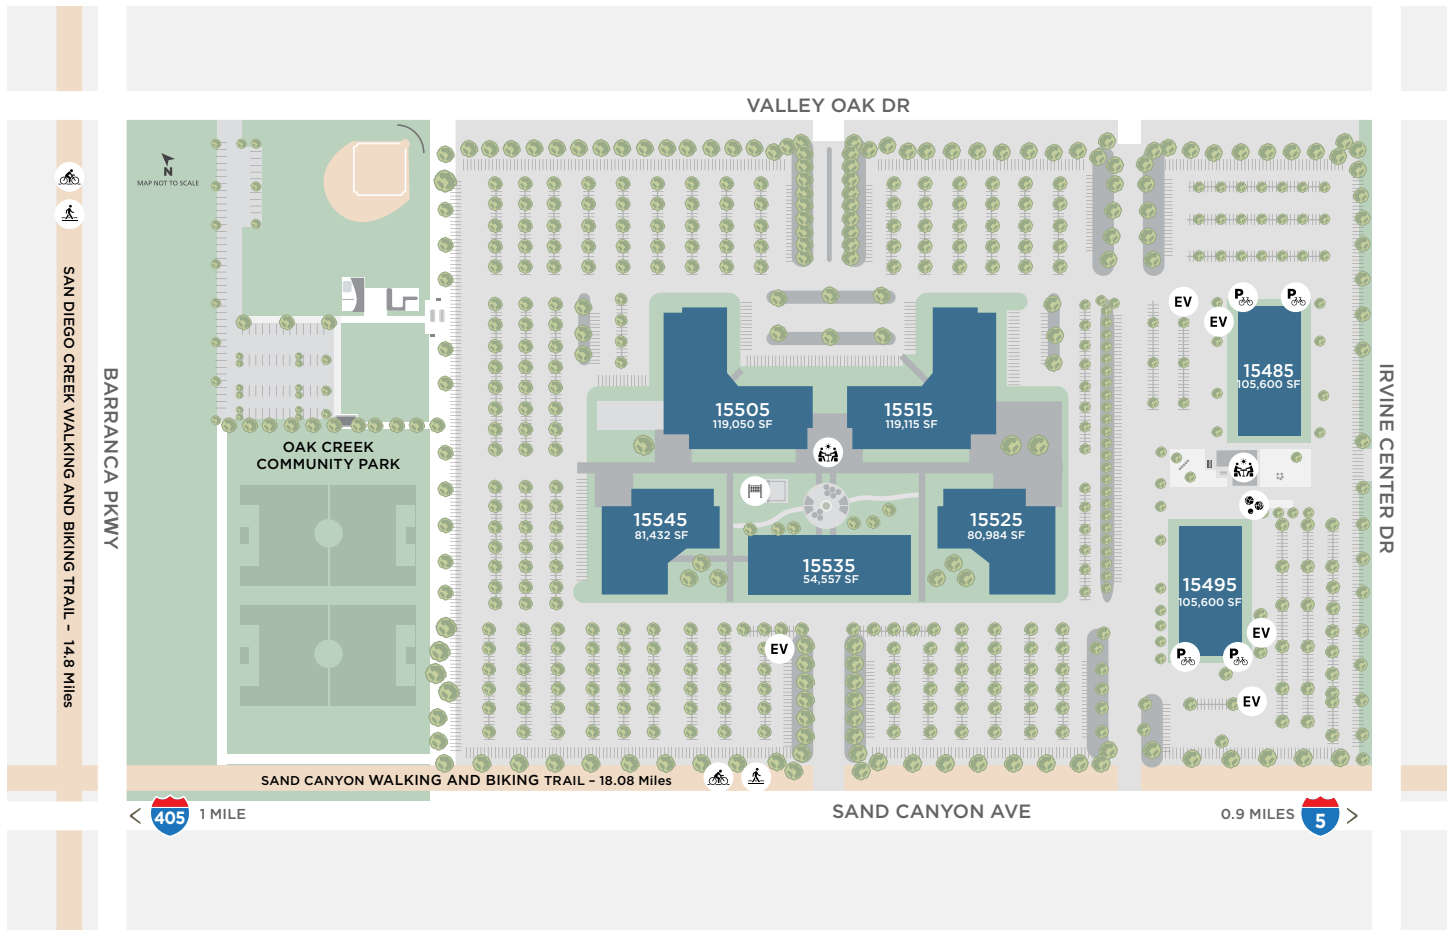 VALLEY OAK DR
N
MAP NOT TO SCALE
SAN DIEGO CREEK WALKING AND BIKING TRAIL – 14.8 Miles
BARRANCA PKWY
OAK CREEK
COMMUNITY PARK
15505
119,050 SF
15515
119,115 SF
15545
81,432 SF
15525
80,984 SF
15535
54,557 SF
EV
EV
P
P
EV
15485
105,600 SF
15495
105,600 SF
EV
P
P
EV
IRVINE CENTER DR
SAND CANYON WALKING AND BIKING TRAIL – 18.08 Miles
405
1 MILE
SAND CANYON AVE
0.9 MILES
5